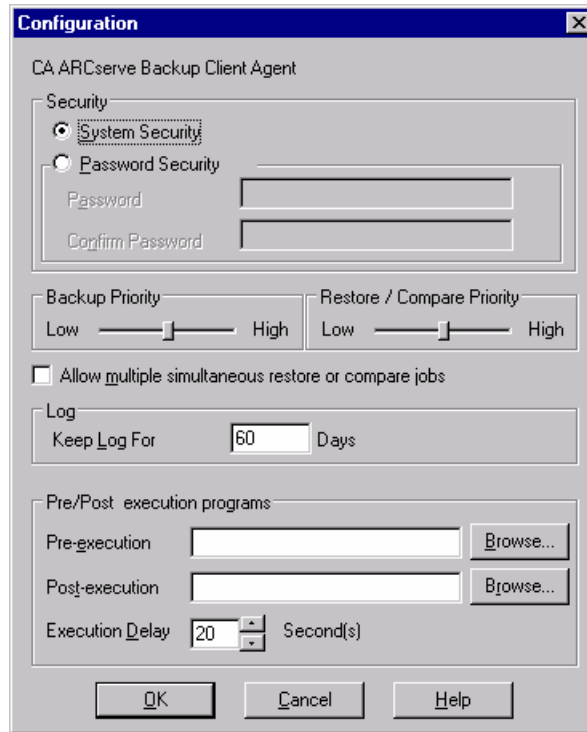 Configuration
CA ARCserve Backup Client Agent
Security
System Security
Password Security
Password
Confirm Password
Backup Priority
Low High
Restore / Compare Priority
Low High
Allow multiple simultaneous restore or compare jobs
Log
Keep Log For 60 Days
Pre/Post execution programs
Pre-execution Browse...
Post-execution Browse...
Execution Delay 20 Second(s)
OK Cancel Help